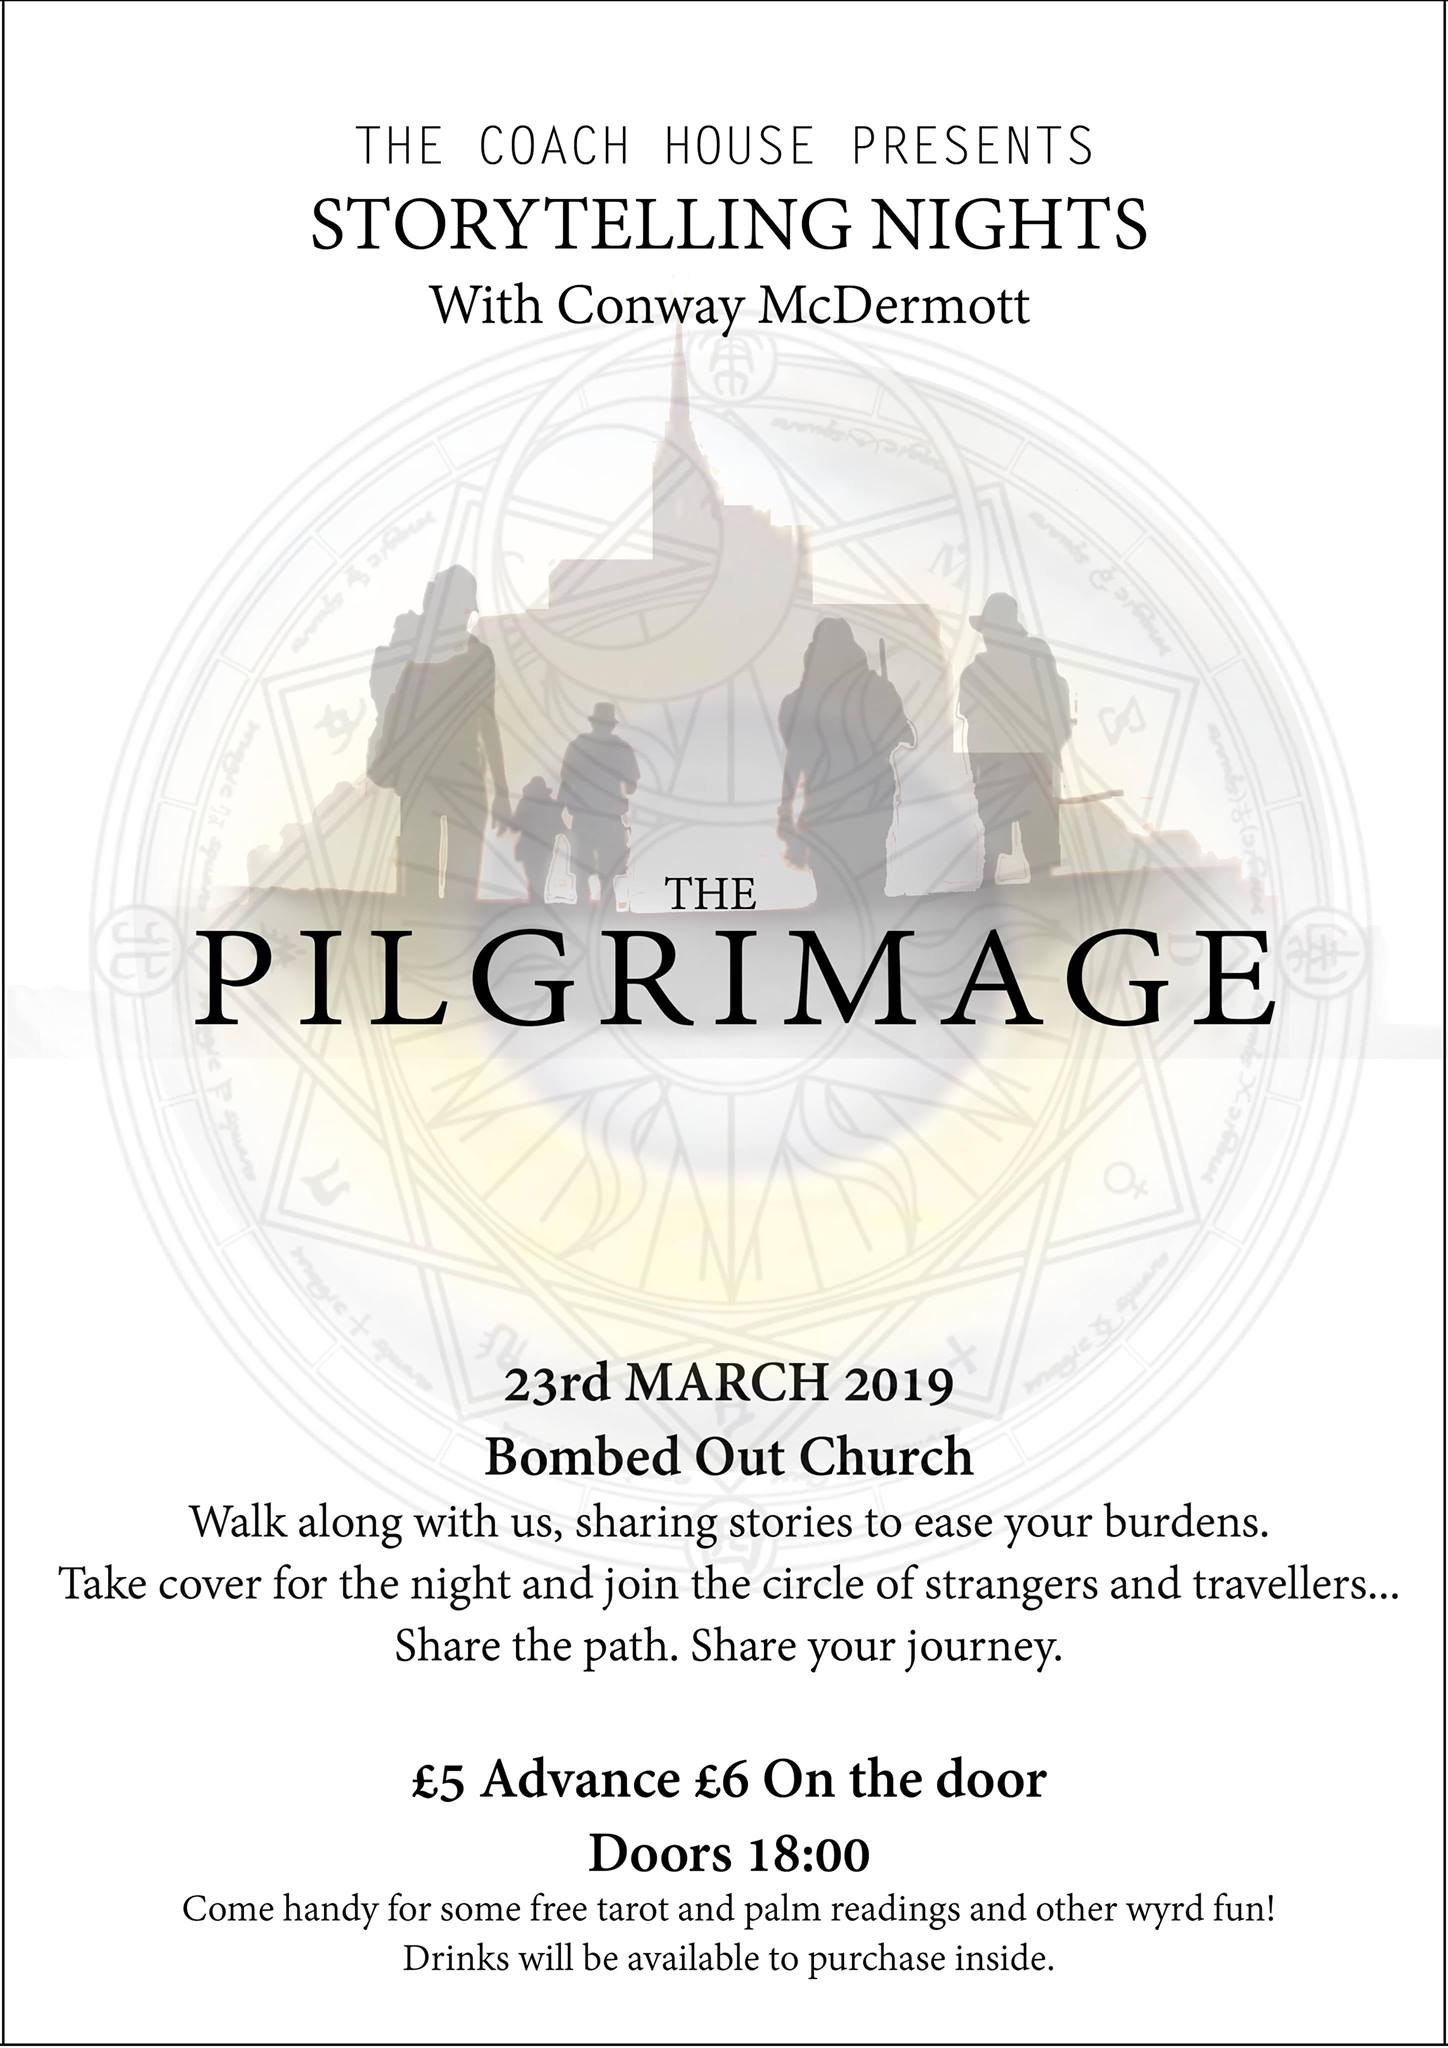 THE COACH HOUSE PRESENTS
STORYTELLING NIGHTS
With Conway McDermott
THE
PILGRIMAGE
23rd MARCH 2019
Bombed Out Church
Walk along with us, sharing stories to ease your burdens.
Take cover for the night and join the circle of strangers and travellers...
Share the path. Share your journey.
£5 Advance £6 On the door
Doors 18:00
Come handy for some free tarot and palm readings and other wyrd fun!
Drinks will be available to purchase inside.